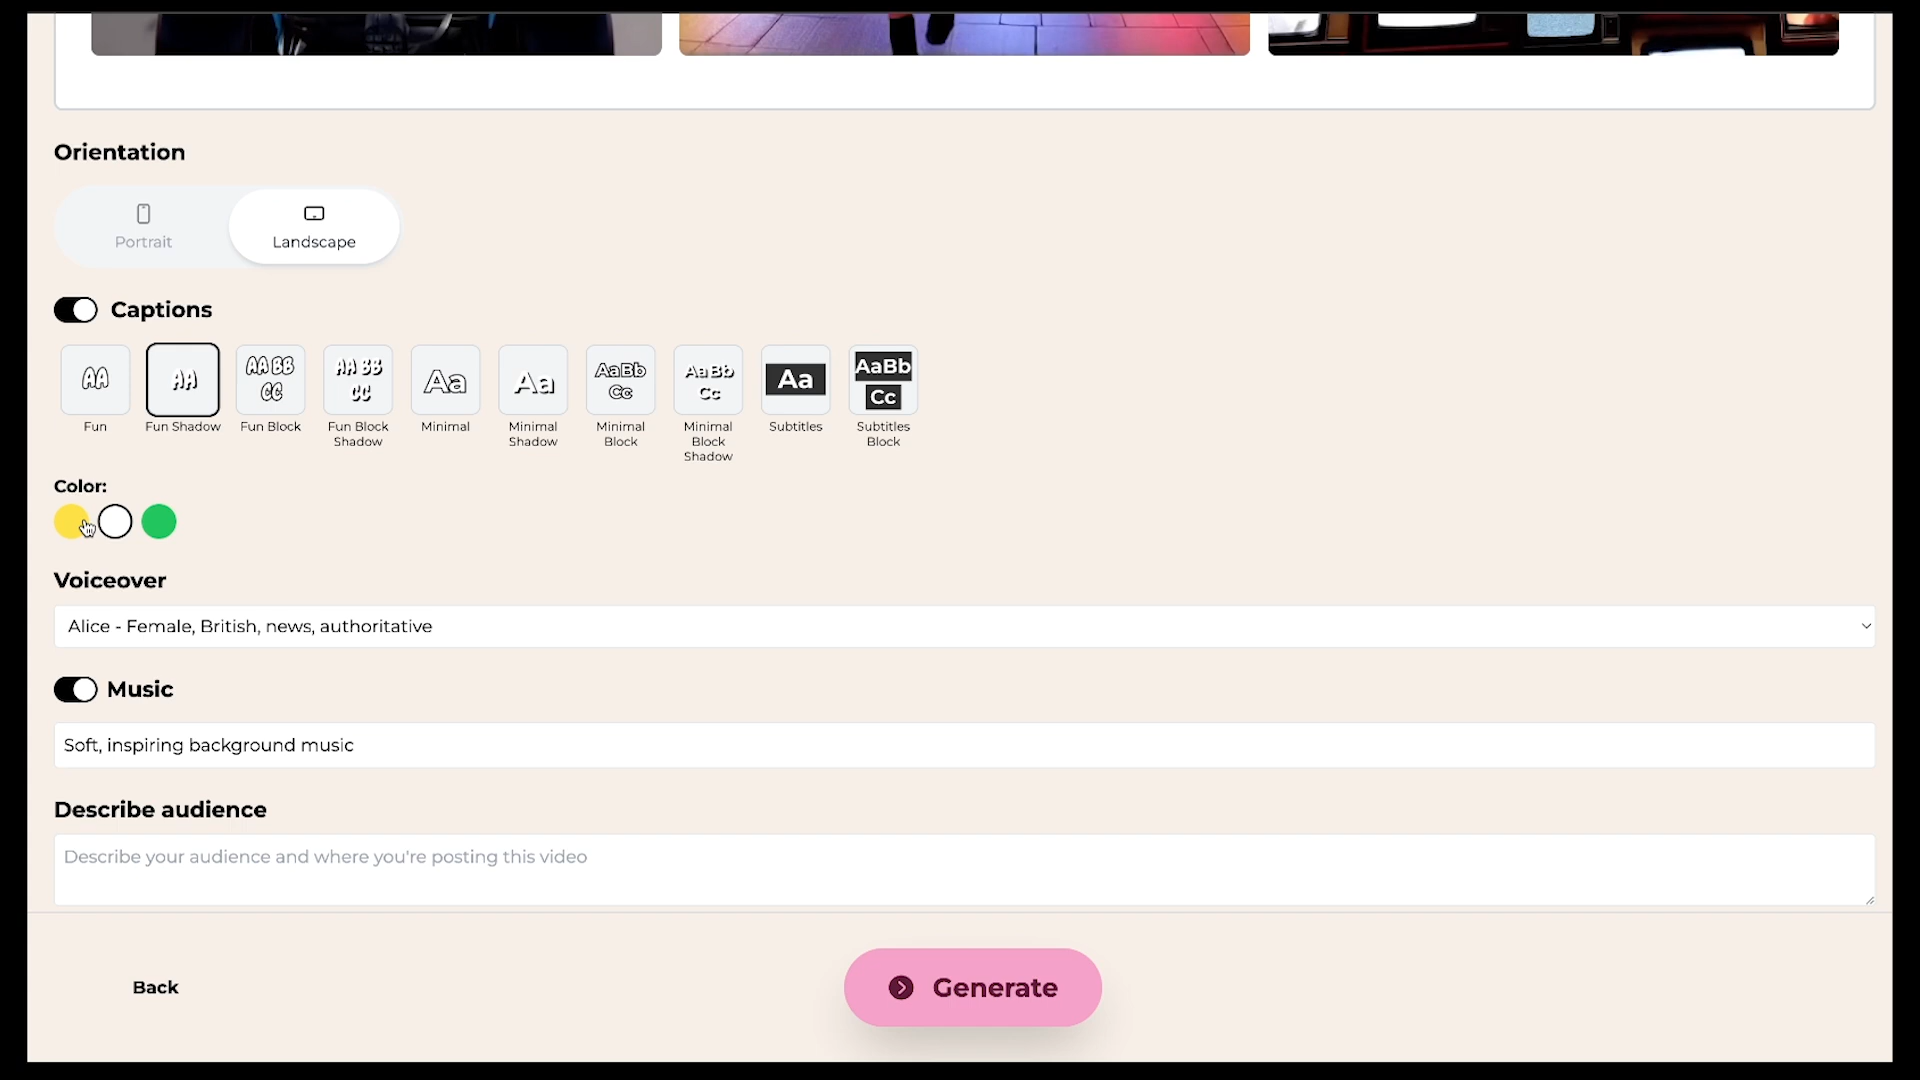 Orientation
Portrait
Landscape
Captions
AA
AA
AA BB
CC
AA BB
CC
Aa
Aa
AaBb
Cc
AaBb
Cc
Aa
AaBb
Cc
Fun
Fun Shadow
Fun Block
Fun Block
Shadow
Minimal
Minimal
Shadow
Minimal
Block
Minimal
Block
Shadow
Subtitles
Subtitles
Block
Color:
Voiceover
Alice - Female, British, news, authoritative
Music
Soft, inspiring background music
Describe audience
Describe your audience and where you're posting this video
Back
Generate